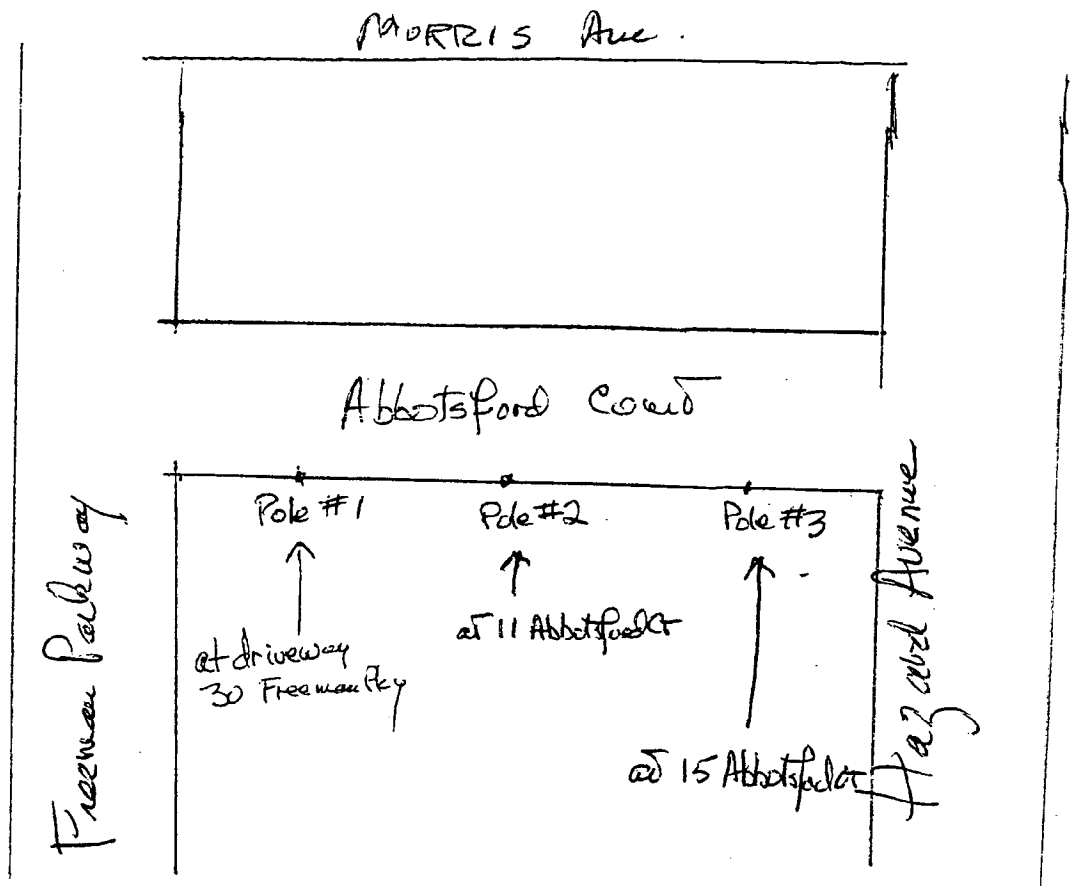 MORRIS Ave.
Abbotsford Court
Pole #1
Pole #2
Pole #3
at 11 Abbotsford Ct
at driveway
30 Freeman Pky
at 15 Abbotsford Ct
Freeman Parkway
Hazard Avenue